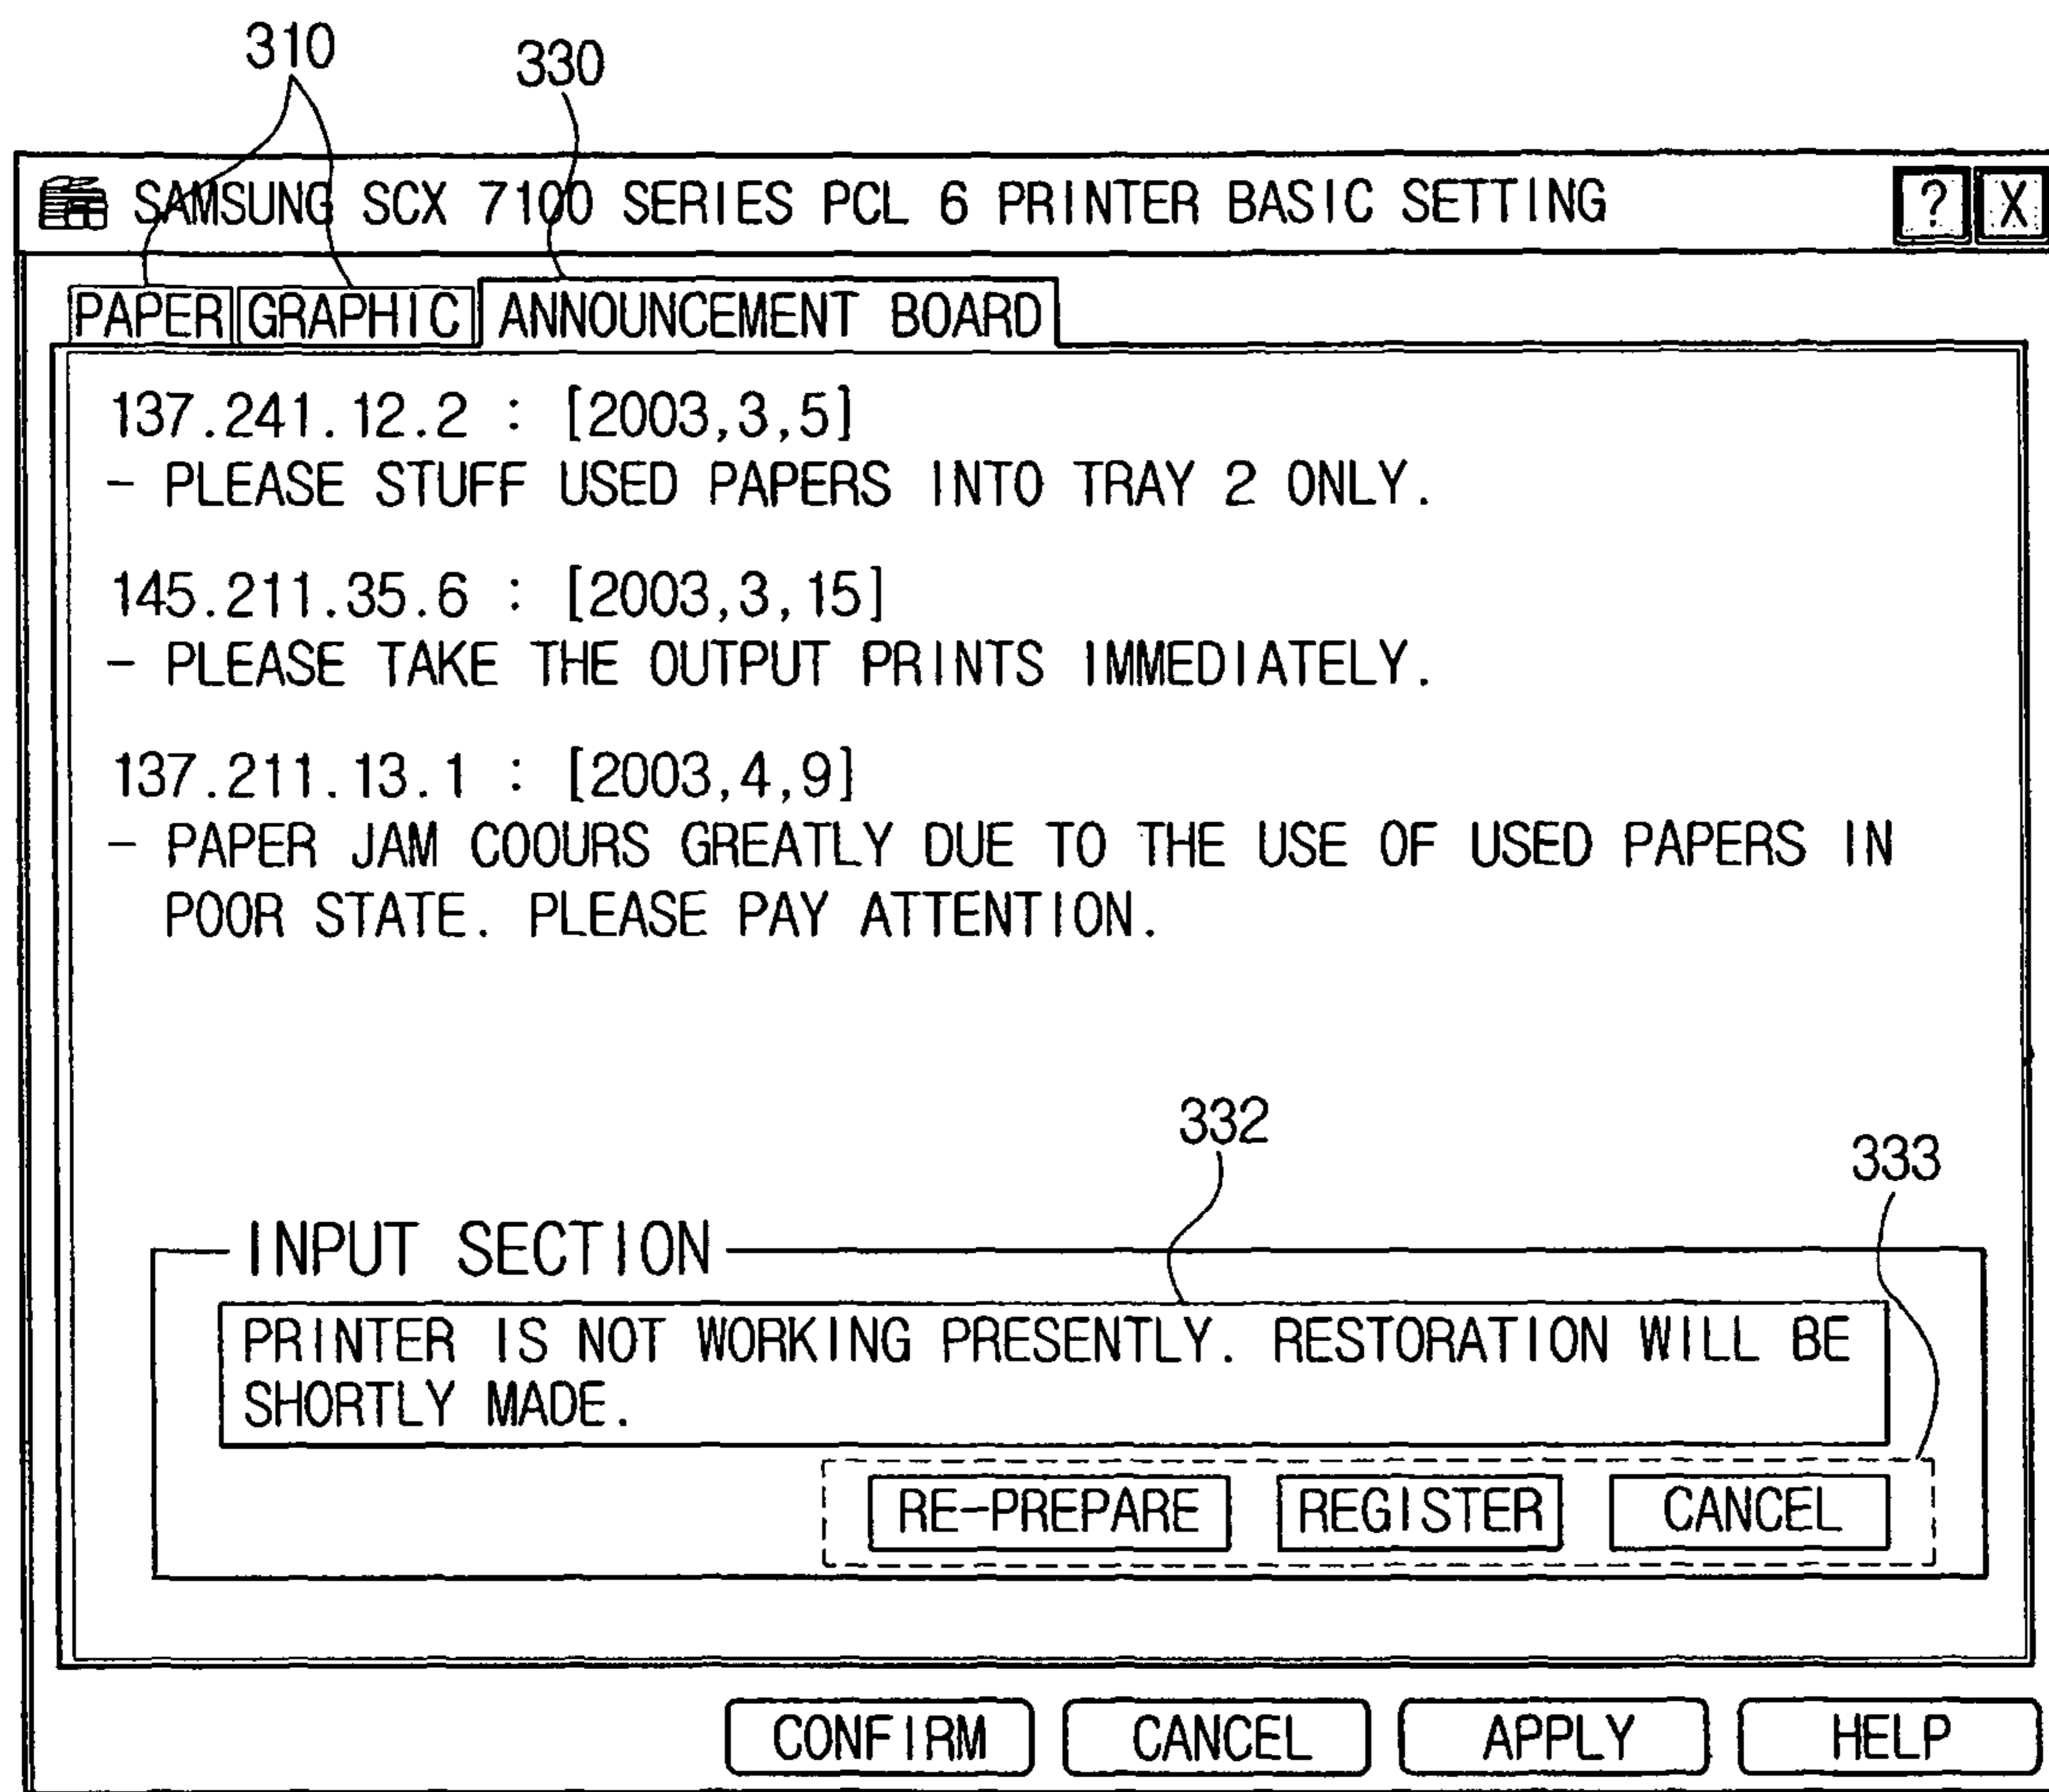 310
330
SAMSUNG SCX 7100 SERIES PCL 6 PRINTER BASIC SETTING ? X
PAPER GRAPHIC ANNOUNCEMENT BOARD
137.241.12.2 : [2003,3,5]
- PLEASE STUFF USED PAPERS INTO TRAY 2 ONLY.
145.211.35.6 : [2003,3,15]
- PLEASE TAKE THE OUTPUT PRINTS IMMEDIATELY.
137.211.13.1 : [2003,4,9]
- PAPER JAM COOURS GREATLY DUE TO THE USE OF USED PAPERS IN
POOR STATE. PLEASE PAY ATTENTION.
332
333
INPUT SECTION
PRINTER IS NOT WORKING PRESENTLY. RESTORATION WILL BE
SHORTLY MADE.
RE-PREPARE REGISTER CANCEL
CONFIRM CANCEL APPLY HELP